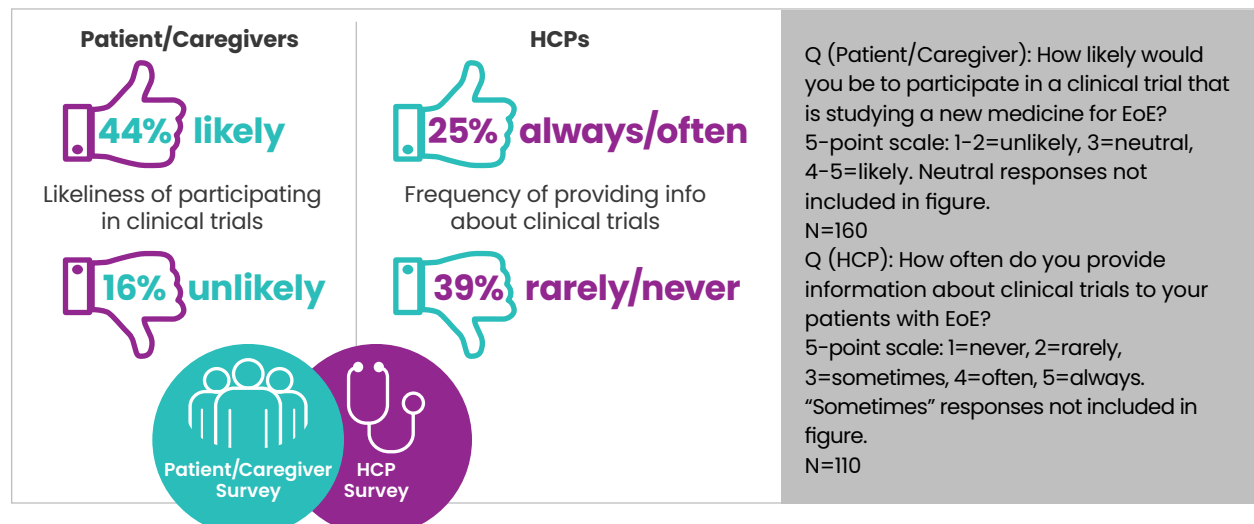 Patient/Caregivers
44% likely
Likeliness of participating
in clinical trials
16% unlikely
HCPs
25% always/often
Frequency of providing info
about clinical trials
39% rarely/never
Patient/Caregiver
Survey
HCP
Survey
Q (Patient/Caregiver): How likely would
you be to participate in a clinical trial that
is studying a new medicine for EoE?
5-point scale: 1-2=unlikely, 3=neutral,
4-5=likely. Neutral responses not
included in figure.
N=160
Q (HCP): How often do you provide
information about clinical trials to your
patients with EoE?
5-point scale: 1=never, 2=rarely,
3=sometimes, 4=often, 5=always.
“Sometimes” responses not included in
figure.
N=110